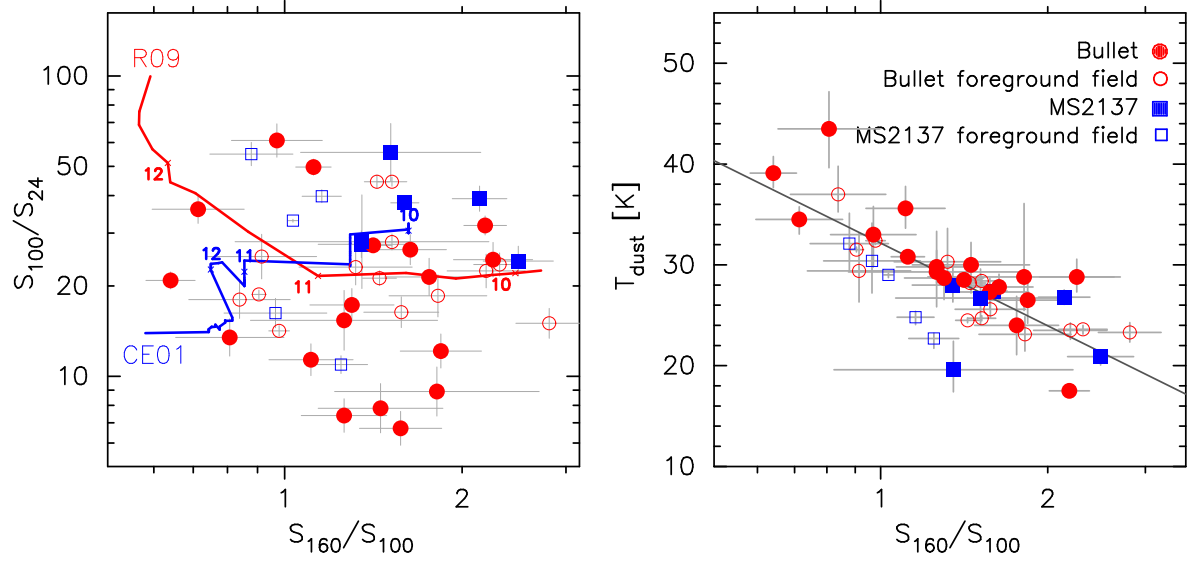 R09
12
11
10
CE01
12
11
10
100
50
20
10
1
2
S100/S24
S160/S100
Bullet
Bullet foreground field
MS2137
MS2137 foreground field
50
40
30
20
10
1
2
Tdust [K]
S160/S100